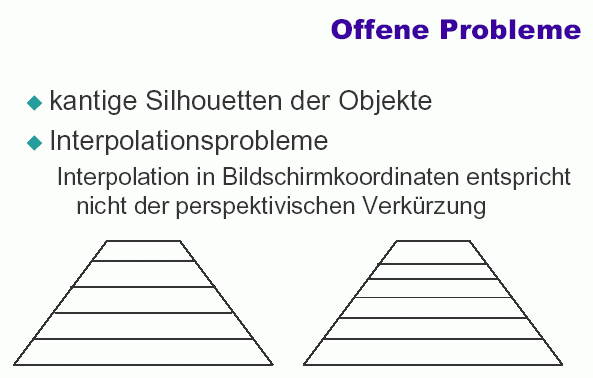 Offene Probleme
kantige Silhouetten der Objekte
Interpolationsprobleme
Interpolation in Bildschirmkoordinaten entspricht
nicht der perspektivischen Verkürzung